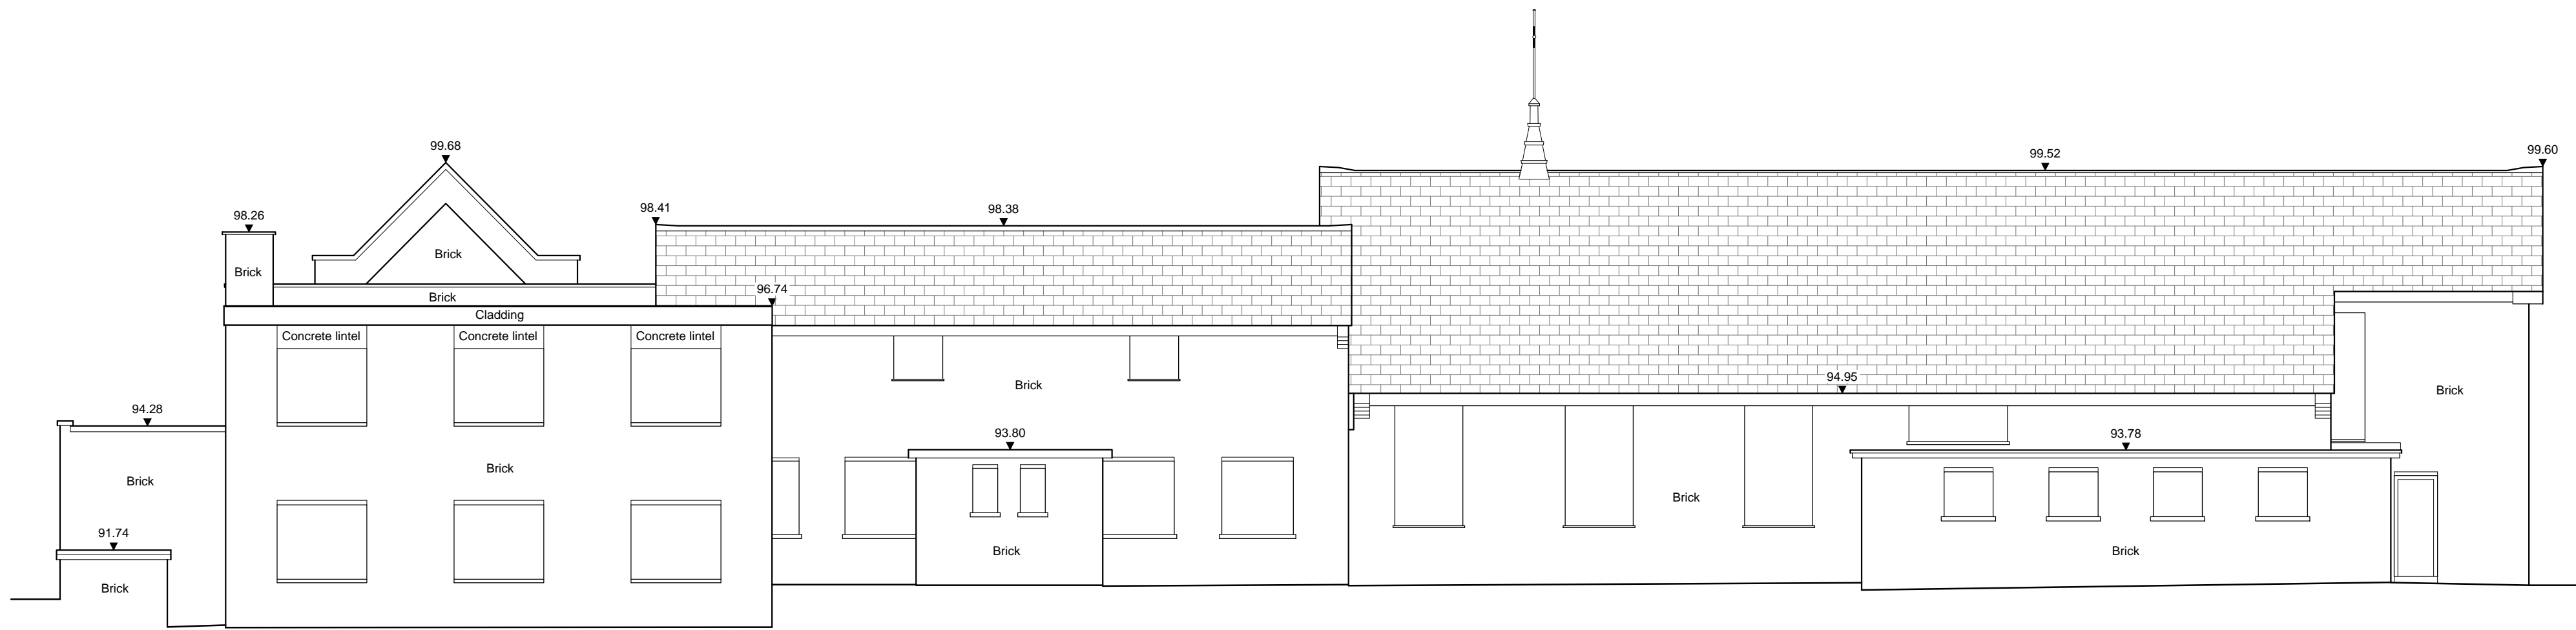 99.68
99.52
99.60
98.41
98.38
98.26
Brick
Brick
96.74
Brick
Cladding
Concrete lintel
Concrete lintel
Concrete lintel
94.95
Brick
Brick
94.28
93.80
93.78
Brick
Brick
Brick
91.74
Brick
Brick
Brick